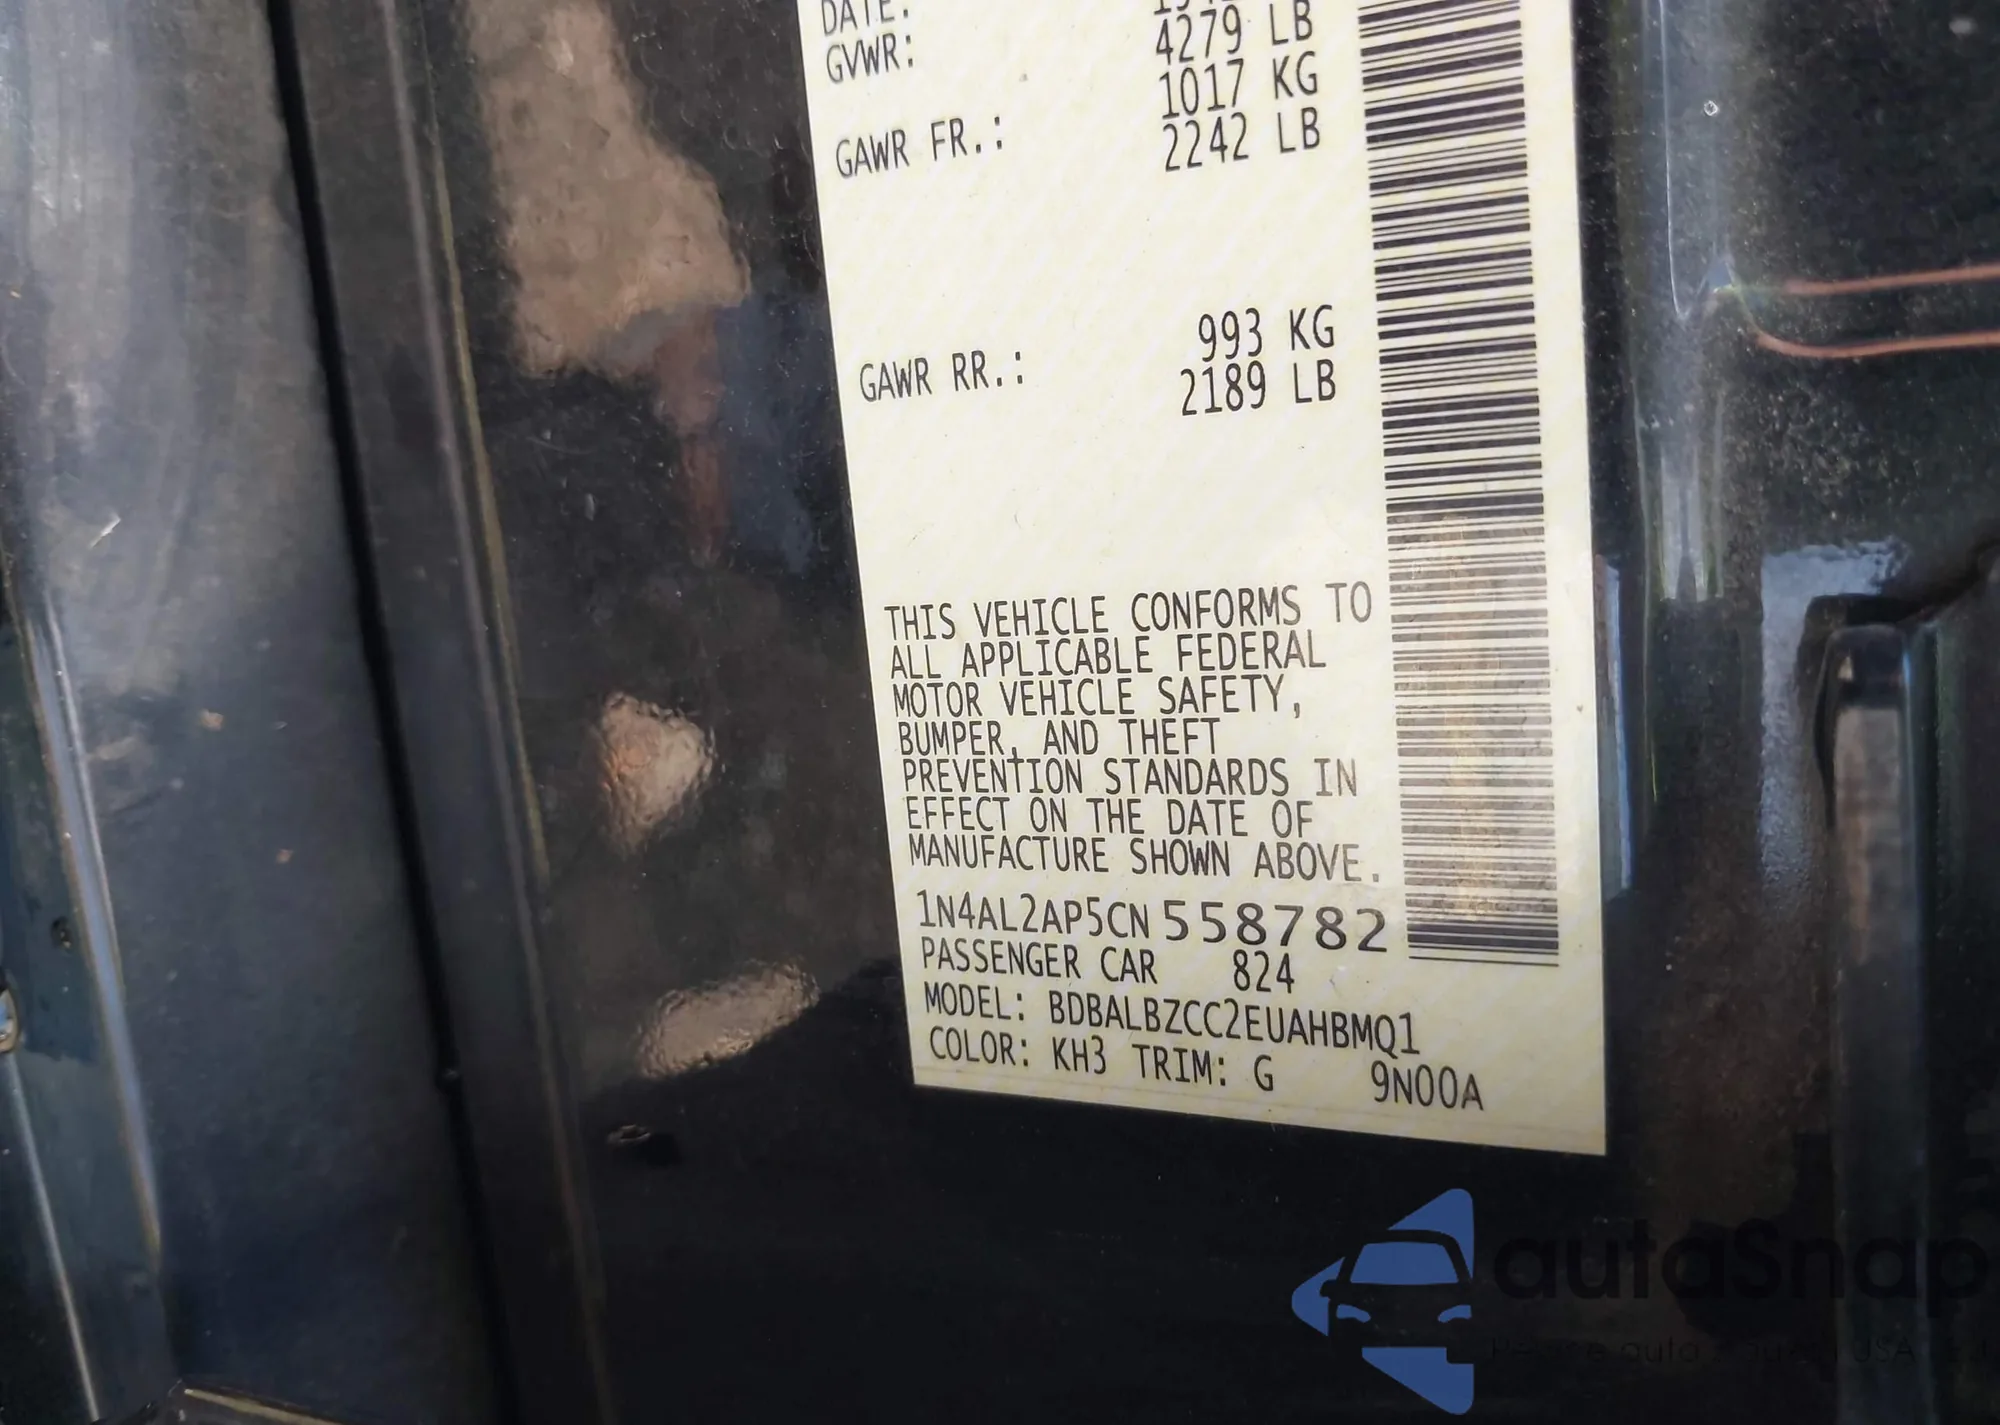 DATE:
GVWR: 4279 LB
1017 KG
GAWR FR.: 2242 LB
993 KG
GAWR RR.: 2189 LB
THIS VEHICLE CONFORMS TO
ALL APPLICABLE FEDERAL
MOTOR VEHICLE SAFETY,
BUMPER, AND THEFT
PREVENTION STANDARDS IN
EFFECT ON THE DATE OF
MANUFACTURE SHOWN ABOVE.
1N4AL2AP5CN558782
PASSENGER CAR 824
MODEL: BDBALBZCC2EUAHBMQ1
COLOR: KH3 TRIM: G 9N00A
autaSnap